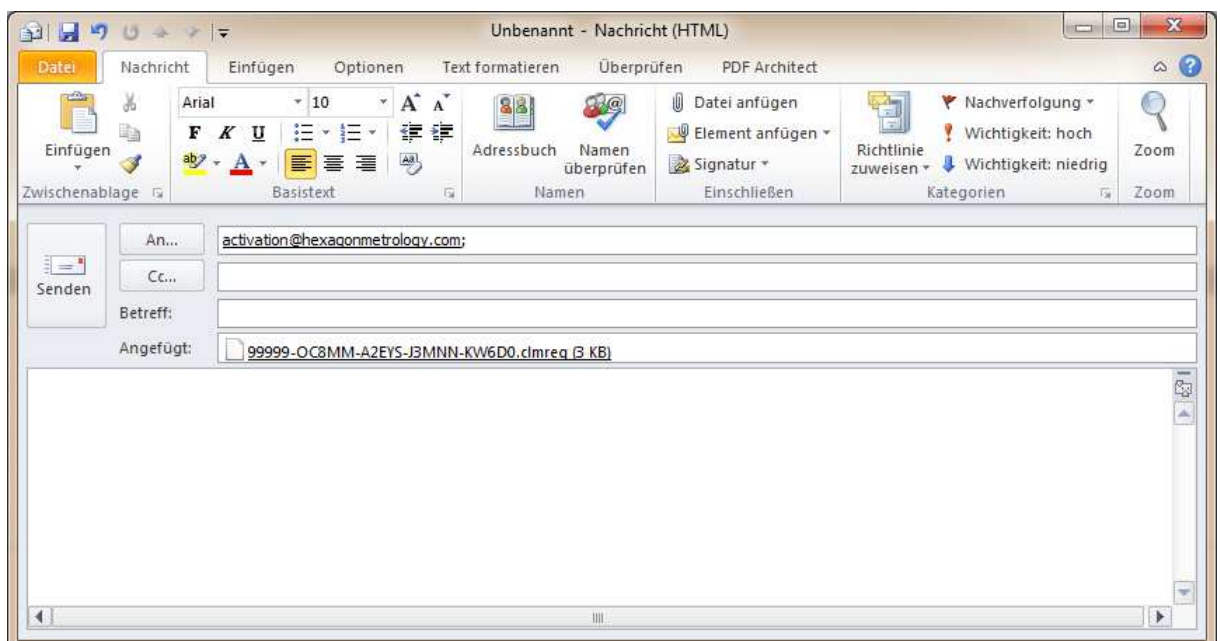 Unbenannt - Nachricht (HTML)
Datei Nachricht Einfügen Optionen Text formatieren Überprüfen PDF Architect
Arial 10 A A
F K U
ab A
Einfügen
Zwischenablage
Basistext
Adressbuch
Namen überprüfen
Namen
Datei anfügen
Element anfügen
Signatur
Einschließen
Richtlinie zuweisen
Nachverfolgung
Wichtigkeit: hoch
Wichtigkeit: niedrig
Kategorien
Zoom
Zoom
Senden
An... activation@hexagonmetrology.com;
Cc...
Betreff:
Angefügt: 99999-OC8MM-A2EYS-J3MNN-KW6D0.clmreq (3 KB)